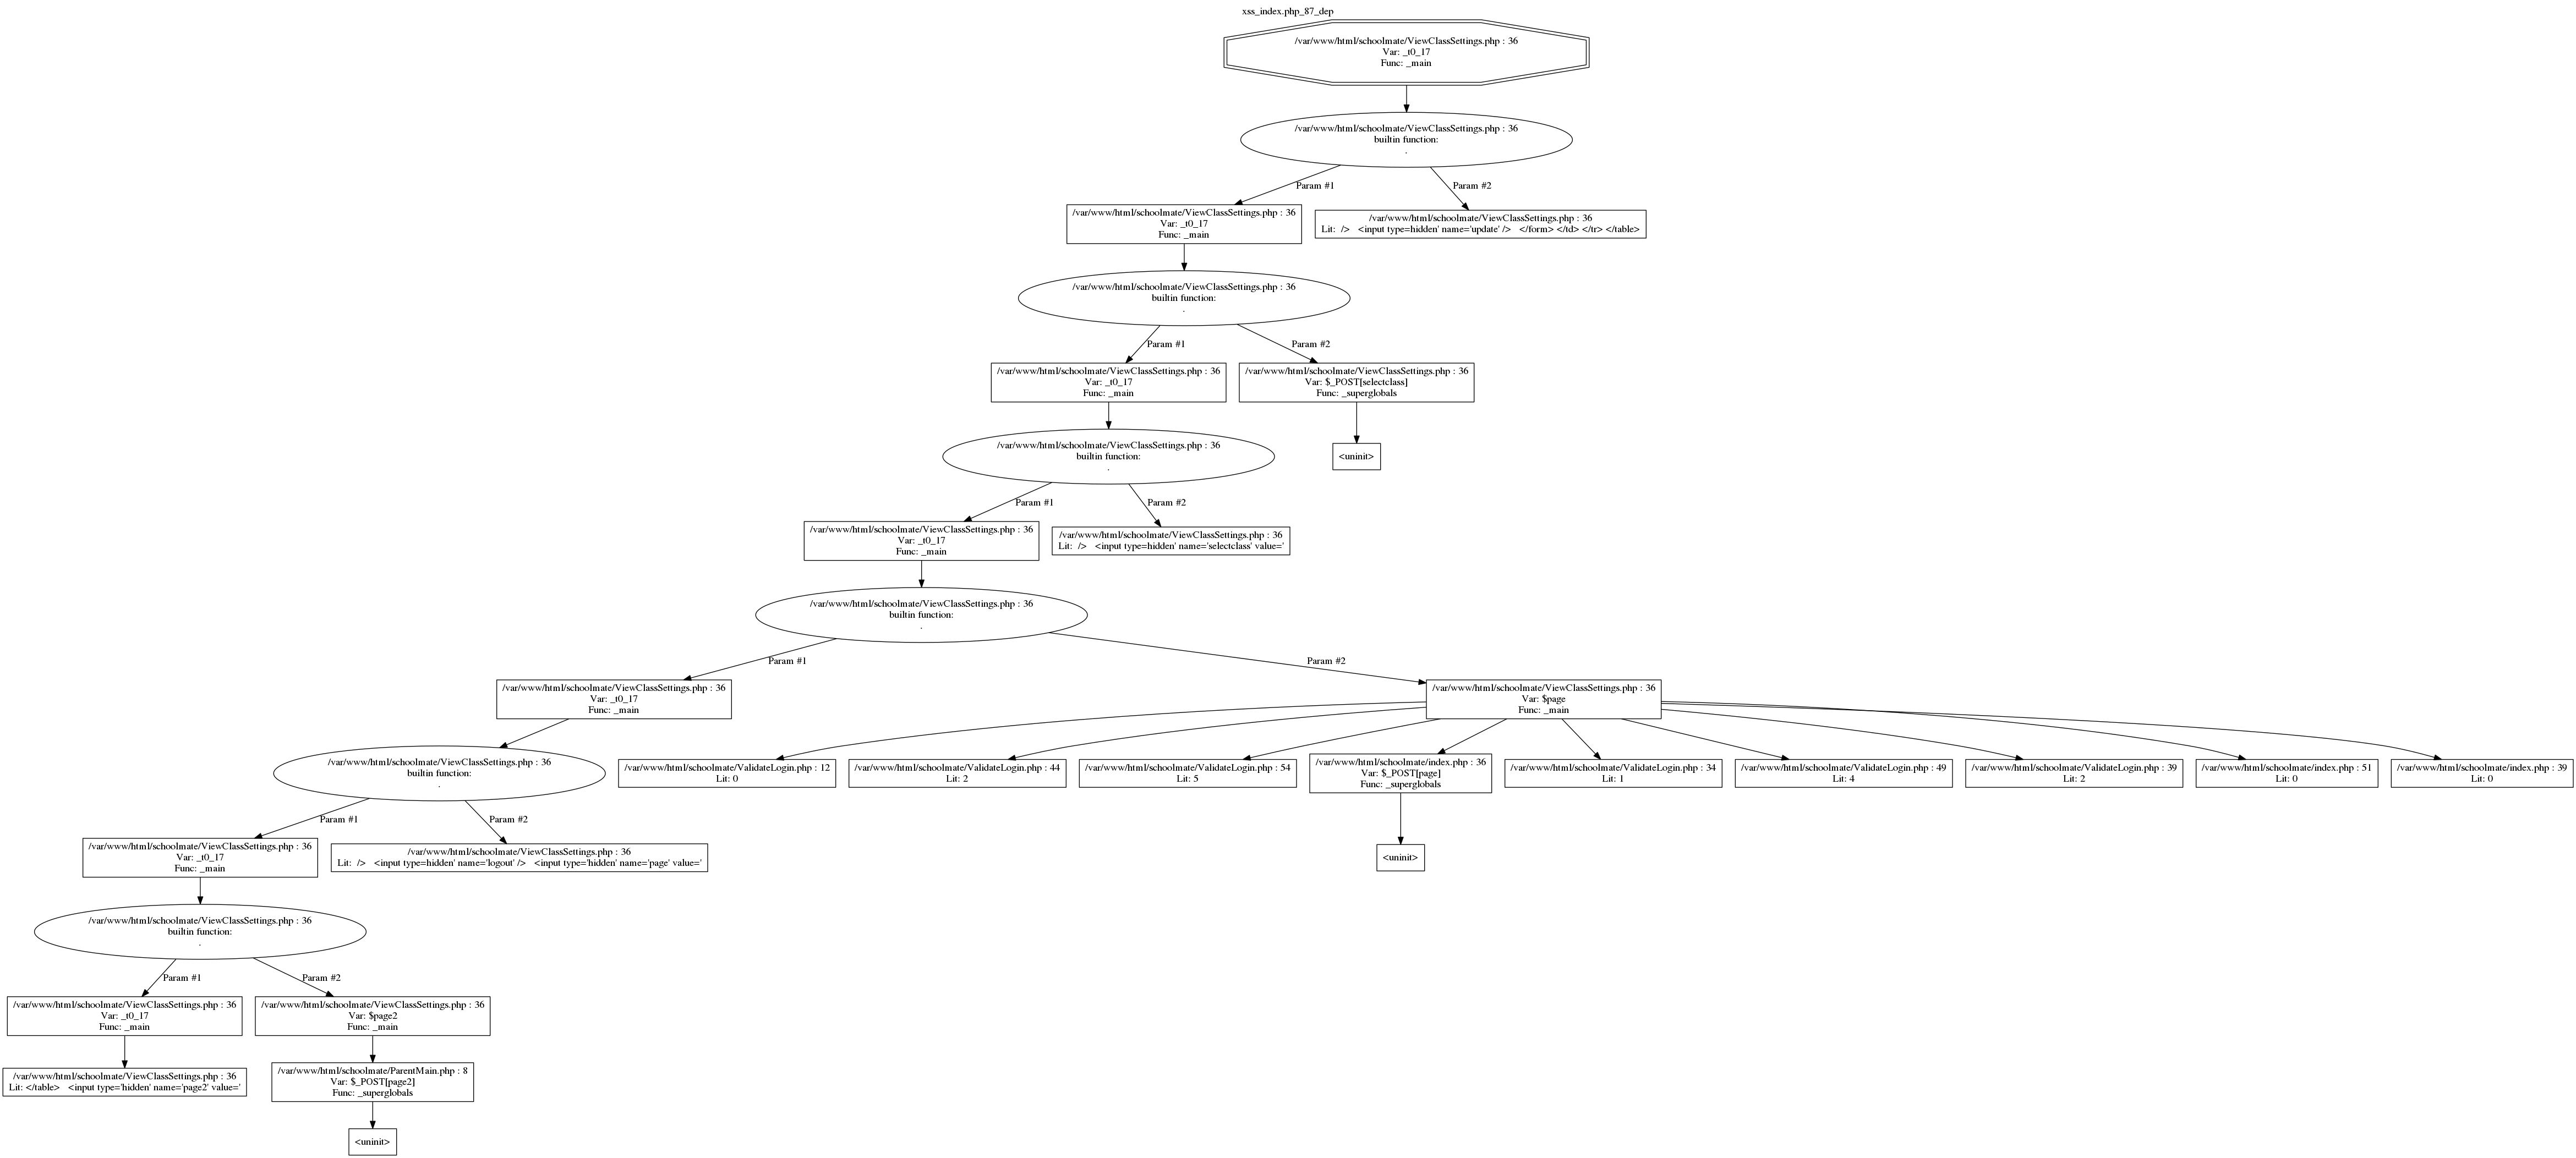 xss_index.php_87_dep
/var/www/html/schoolmate/ViewClassSettings.php : 36
Var: _t0_17
Func: _main
/var/www/html/schoolmate/ViewClassSettings.php : 36
builtin function:
.
Param #1
Param #2
/var/www/html/schoolmate/ViewClassSettings.php : 36
Var: _t0_17
Func: _main
/var/www/html/schoolmate/ViewClassSettings.php : 36
Lit: /> <input type=hidden' name='update' /> </form> </td> </tr> </table>
/var/www/html/schoolmate/ViewClassSettings.php : 36
builtin function:
.
Param #1
Param #2
/var/www/html/schoolmate/ViewClassSettings.php : 36
Var: _t0_17
Func: _main
/var/www/html/schoolmate/ViewClassSettings.php : 36
Var: $_POST[selectclass]
Func: _superglobals
/var/www/html/schoolmate/ViewClassSettings.php : 36
builtin function:
.
<uninit>
Param #1
Param #2
/var/www/html/schoolmate/ViewClassSettings.php : 36
Var: _t0_17
Func: _main
/var/www/html/schoolmate/ViewClassSettings.php : 36
Lit: /> <input type=hidden' name='selectclass' value='
/var/www/html/schoolmate/ViewClassSettings.php : 36
builtin function:
.
Param #1
Param #2
/var/www/html/schoolmate/ViewClassSettings.php : 36
Var: _t0_17
Func: _main
/var/www/html/schoolmate/ViewClassSettings.php : 36
Var: $page
Func: _main
/var/www/html/schoolmate/ViewClassSettings.php : 36
builtin function:
.
/var/www/html/schoolmate/ValidateLogin.php : 12
Lit: 0
/var/www/html/schoolmate/ValidateLogin.php : 44
Lit: 2
/var/www/html/schoolmate/ValidateLogin.php : 54
Lit: 5
/var/www/html/schoolmate/index.php : 36
Var: $_POST[page]
Func: _superglobals
/var/www/html/schoolmate/ValidateLogin.php : 34
Lit: 1
/var/www/html/schoolmate/ValidateLogin.php : 49
Lit: 4
/var/www/html/schoolmate/ValidateLogin.php : 39
Lit: 2
/var/www/html/schoolmate/index.php : 51
Lit: 0
/var/www/html/schoolmate/index.php : 39
Lit: 0
Param #1
Param #2
/var/www/html/schoolmate/ViewClassSettings.php : 36
Var: _t0_17
Func: _main
/var/www/html/schoolmate/ViewClassSettings.php : 36
Lit: /> <input type=hidden' name='logout' /> <input type='hidden' name='page' value='
<uninit>
/var/www/html/schoolmate/ViewClassSettings.php : 36
builtin function:
.
Param #1
Param #2
/var/www/html/schoolmate/ViewClassSettings.php : 36
Var: _t0_17
Func: _main
/var/www/html/schoolmate/ViewClassSettings.php : 36
Var: $page2
Func: _main
/var/www/html/schoolmate/ViewClassSettings.php : 36
Lit: </table> <input type='hidden' name='page2' value='
/var/www/html/schoolmate/ParentMain.php : 8
Var: $_POST[page2]
Func: _superglobals
<uninit>